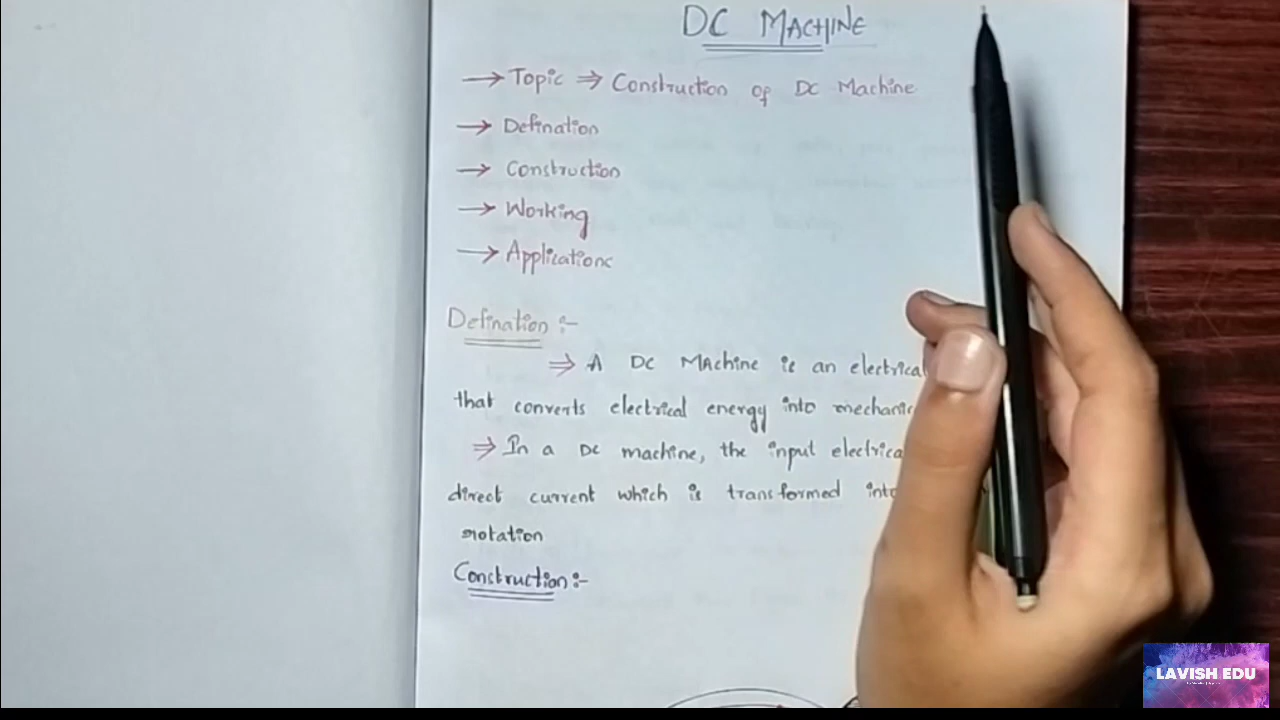 DC MACHINE
→ Topic ⇒ Construction of DC Machine
→ Defination
→ Construction
→ Working
→ Applications
Defination :-
⇒ A DC Machine is an electrical
that converts electrical energy into mechanic
⇒ In a DC machine, the input electrica
direct current which is transformed into
rotation
Construction :-
LAVISH EDU